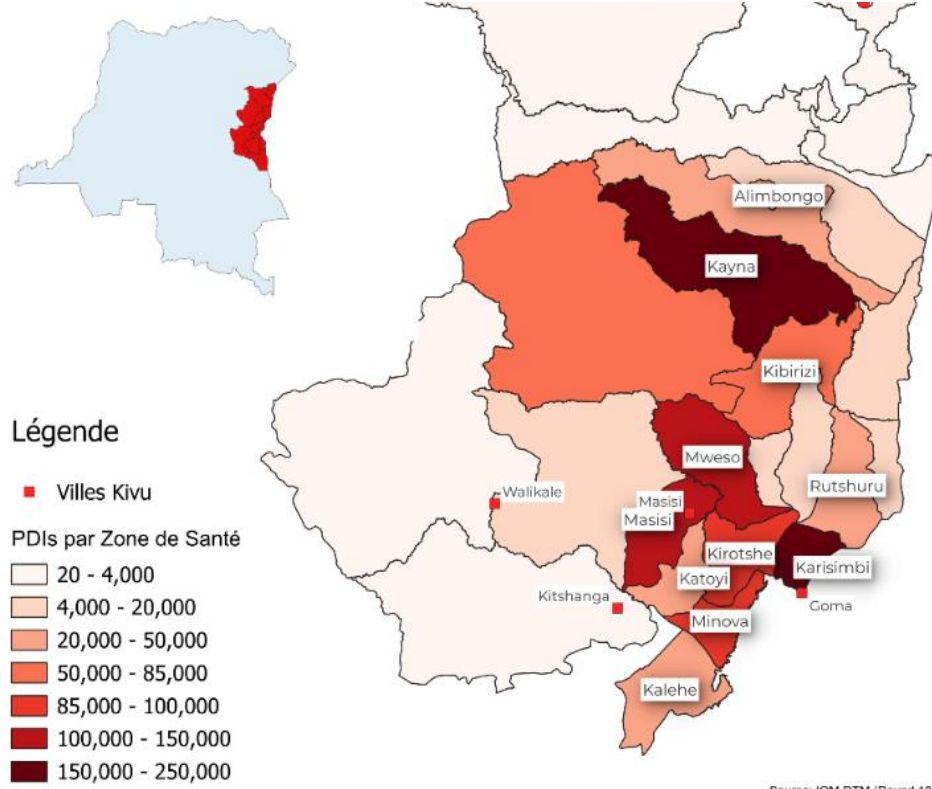 Alimbongo
Kayna
Kibirizi
Légende
Villes Kivu
PDIs par Zone de Santé
20 - 4,000
4,000 - 20,000
20,000 - 50,000
50,000 - 85,000
85,000 - 100,000
100,000 - 150,000
150,000 - 250,000
Mweso
Walikale
Rutshuru
Masisi
Masisi
Kirotshe
Karisimbi
Katoyi
Kitshanga
Goma
Minova
Kalehe